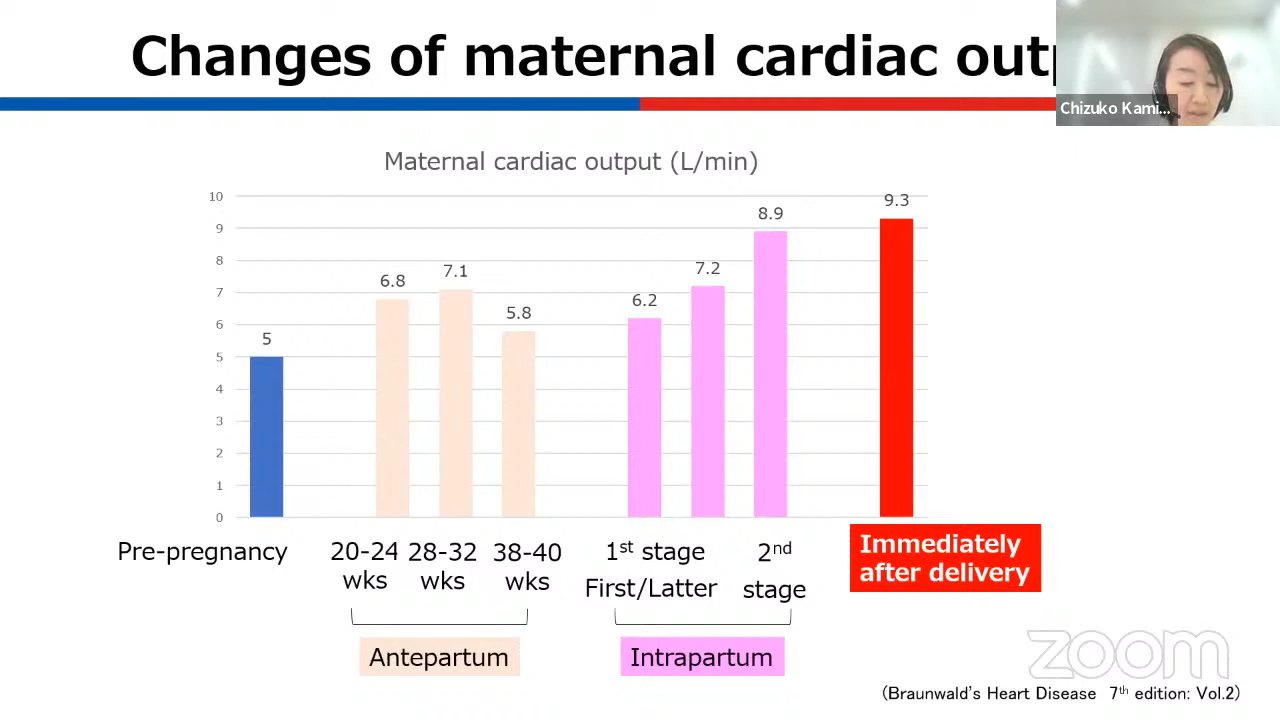 Changes of maternal cardiac outp
Chizuko Kami...
Maternal cardiac output (L/min)
10
9
8
7
6
5
4
3
2
1
0
5
6.8
7.1
5.8
6.2
7.2
8.9
9.3
Pre-pregnancy
20-24 wks
28-32 wks
38-40 wks
1st stage
First/Latter
2nd
stage
Immediately
after delivery
Antepartum
Intrapartum
zoom
(Braunwald's Heart Disease 7th edition: Vol.2)